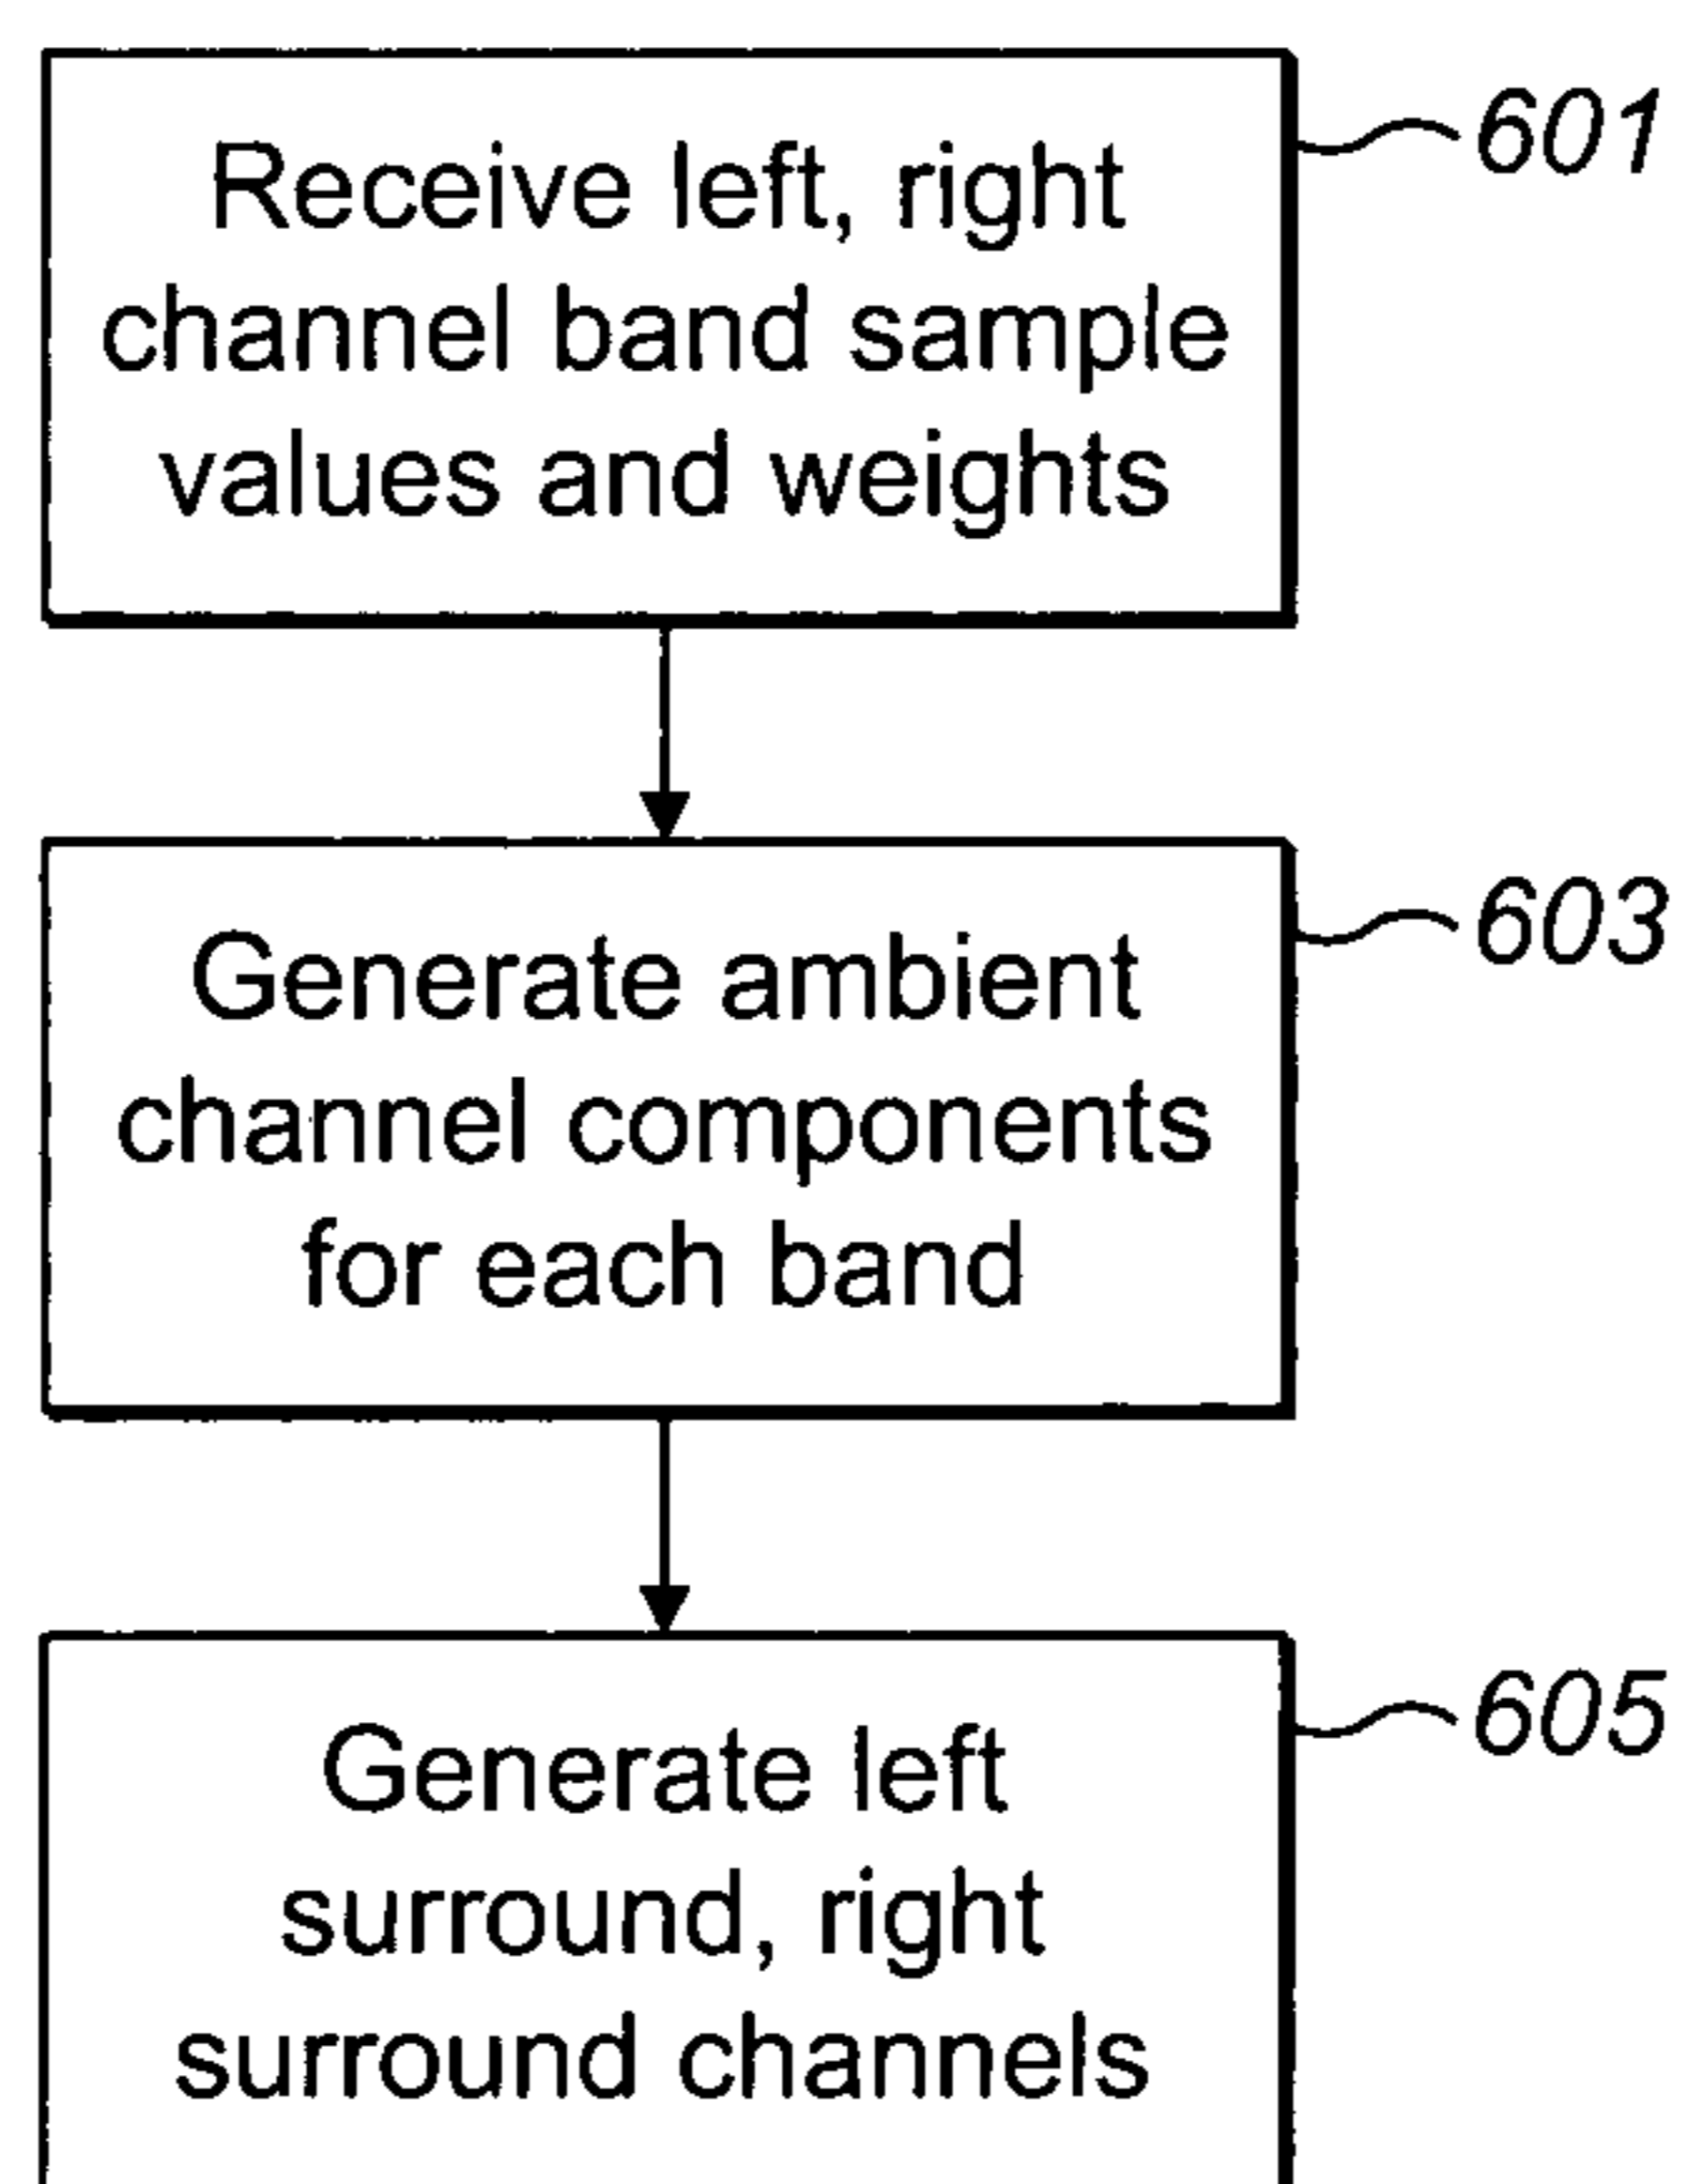 Receive left, right
channel band sample
values and weights
601
Generate ambient
channel components
for each band
603
Generate left
surround, right
surround channels
605